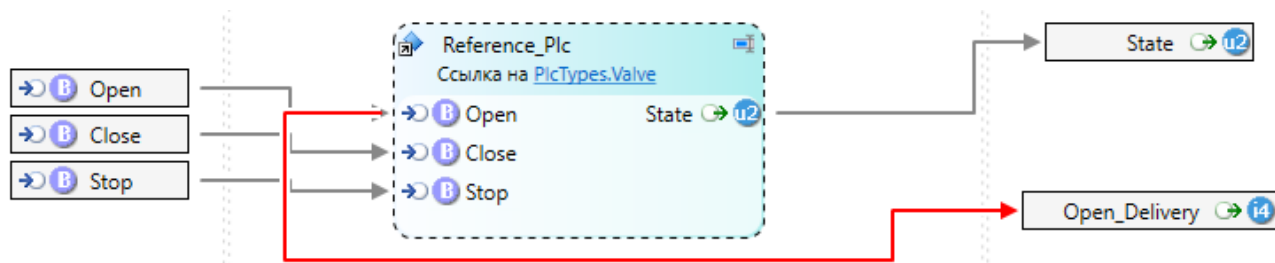 Open
Close
Stop
Reference_Plc
Ссылка на PlcTypes.Valve
Open
State
u2
Close
Stop
State
u2
Open_Delivery
i4
B
B
B
B
B
B